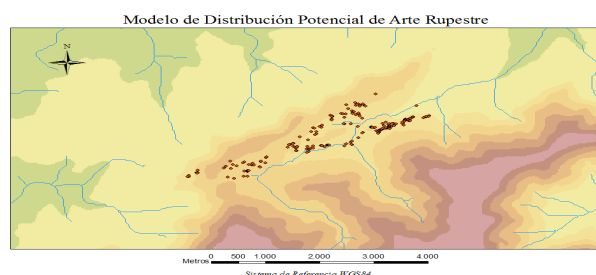 Modelo de Distribución Potencial de Arte Rupestre
N
Metros 0 500 1.000 2.000 3.000 4.000
Sistema de Referencia WGS84